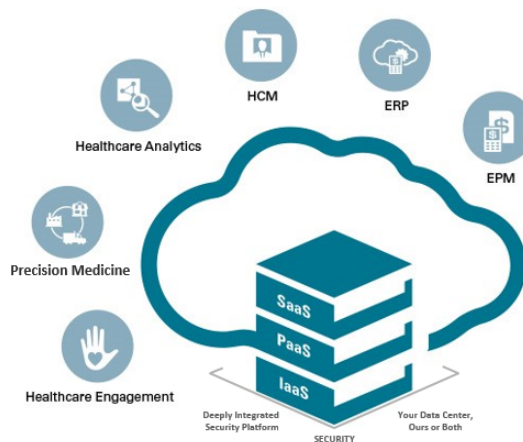 HCM
ERP
Healthcare Analytics
EPM
Precision Medicine
SaaS
PaaS
IaaS
Healthcare Engagement
Deeply Integrated
Security Platform
Your Data Center,
Ours or Both
SECURITY